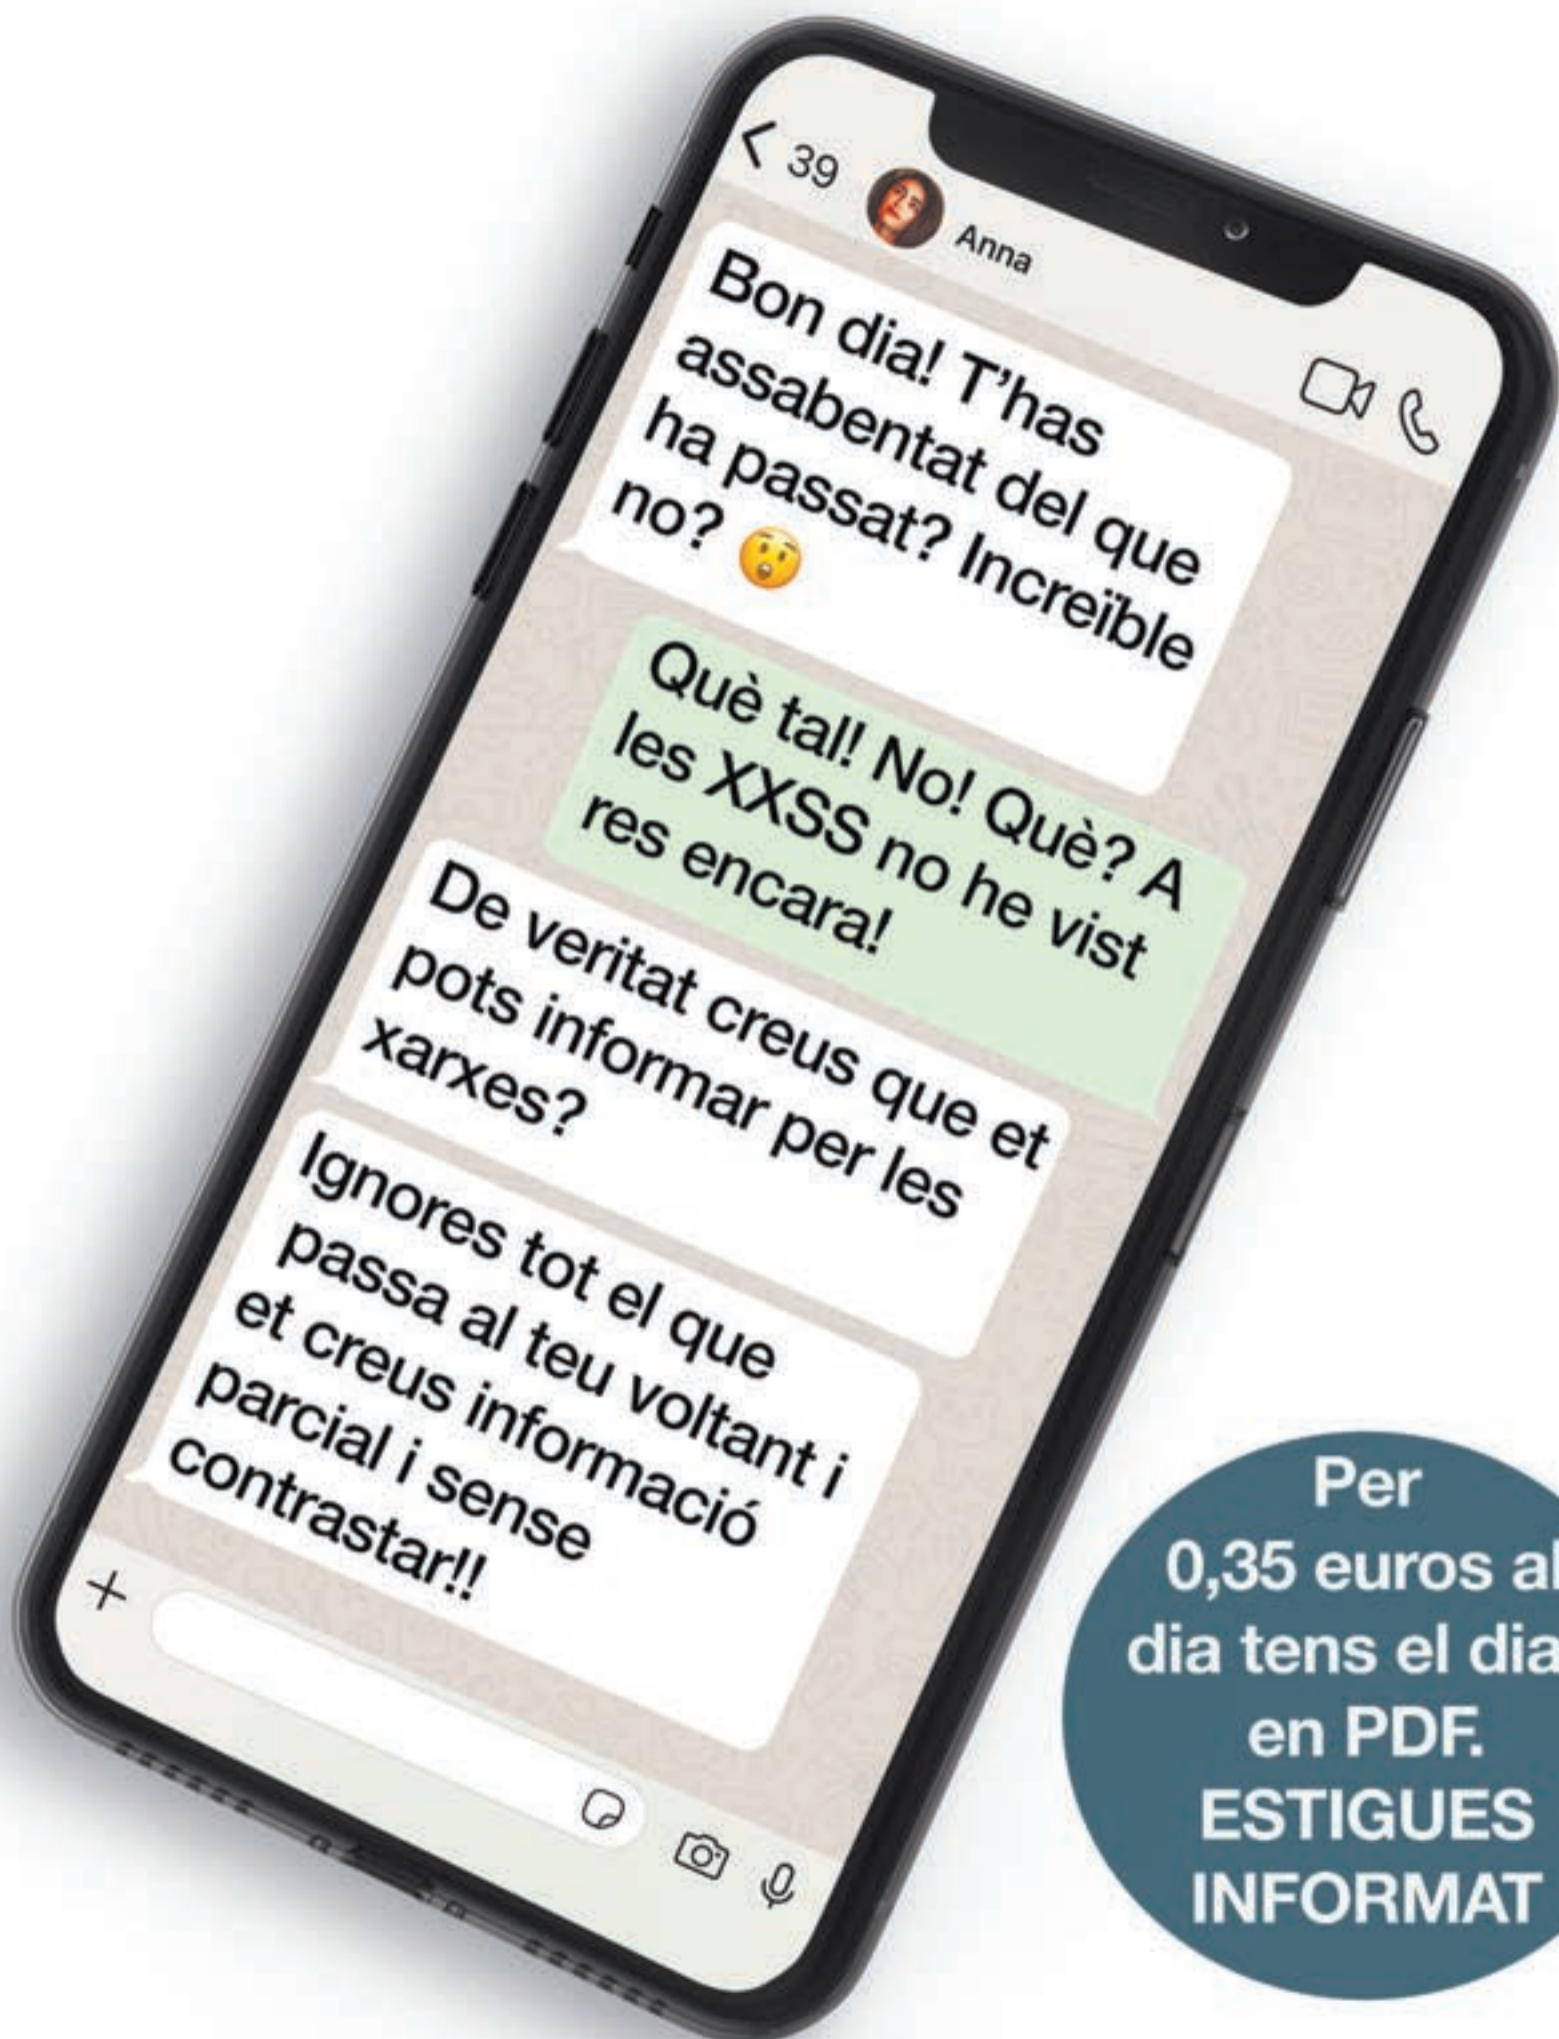 39
Anna
Bon dia! T'has
assabentat del que
ha passat? Increïble
no? 😲
Què tal! No! Què? A
les XXSS no he vist
res encara!
De veritat creus que et
pots informar per les
xarxes?
Ignores tot el que
passa al teu voltant i
et creus informació
parcial i sense
contrastar!!
Per
0,35 euros al
dia tens el dia
en PDF.
ESTIGUES
INFORMAT